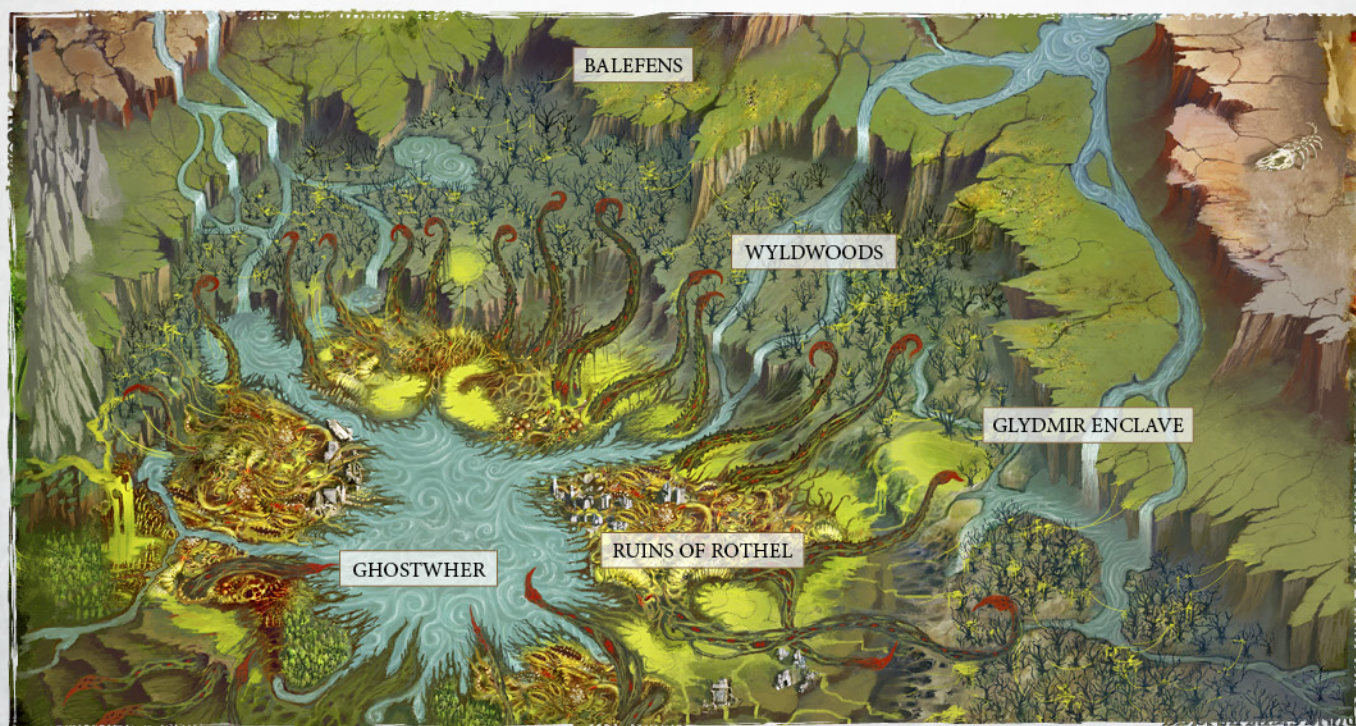 BALEFENS
WYLDWOODS
GLYDMIR ENCLAVE
RUINS OF ROTHEL
GHOSTWHER